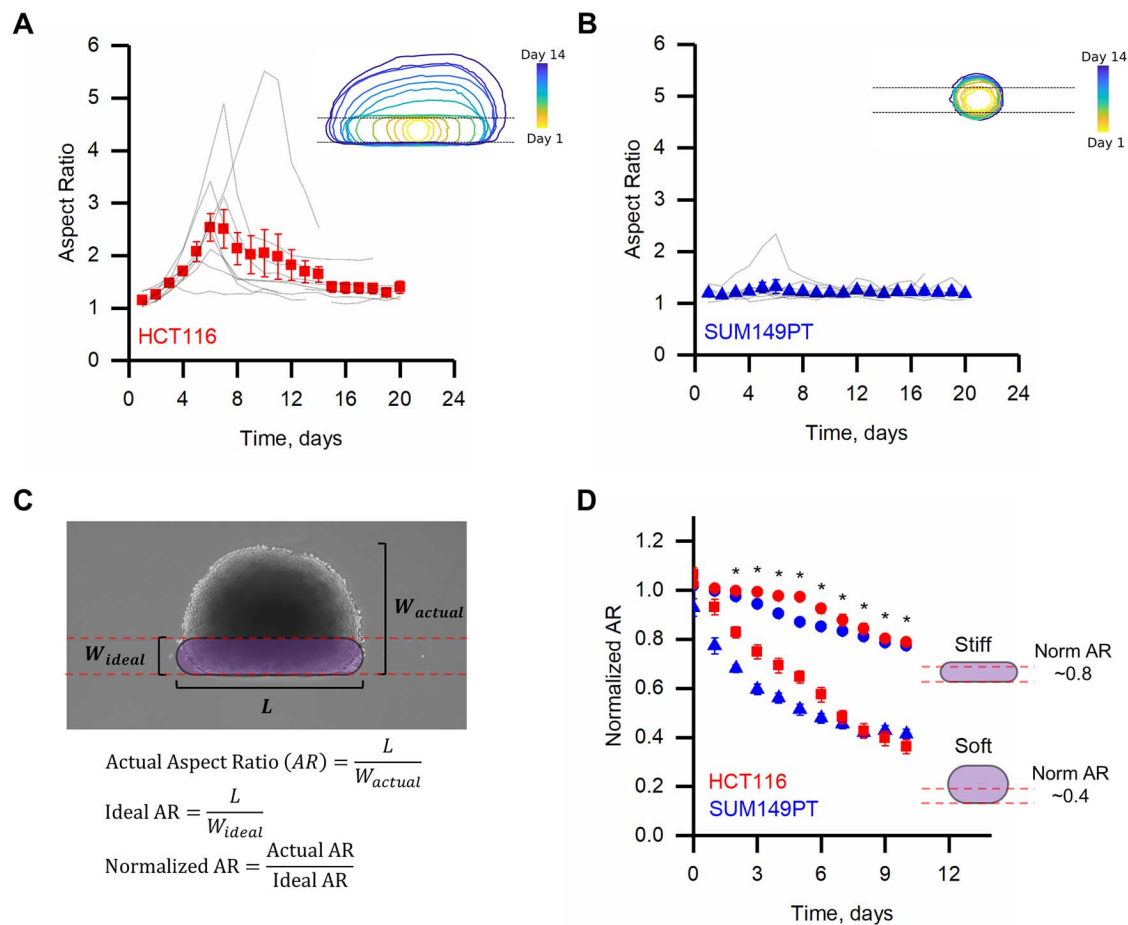 A
6
5
4
3
2
1
0
Aspect Ratio
0 4 8 12 16 20 24
Time, days
HCT116
Day 14
Day 1
B
6
5
4
3
2
1
0
Aspect Ratio
0 4 8 12 16 20 24
Time, days
SUM149PT
Day 14
Day 1
C
W_actual
W_ideal
L
Actual Aspect Ratio (AR) = L / W_actual
Ideal AR = L / W_ideal
Normalized AR = Actual AR / Ideal AR
D
1.2
1.0
0.8
0.6
0.4
0.2
0.0
Normalized AR
* * * * * * * * *
HCT116
SUM149PT
0 3 6 9 12
Time, days
Stiff
Norm AR
~0.8
Soft
Norm AR
~0.4